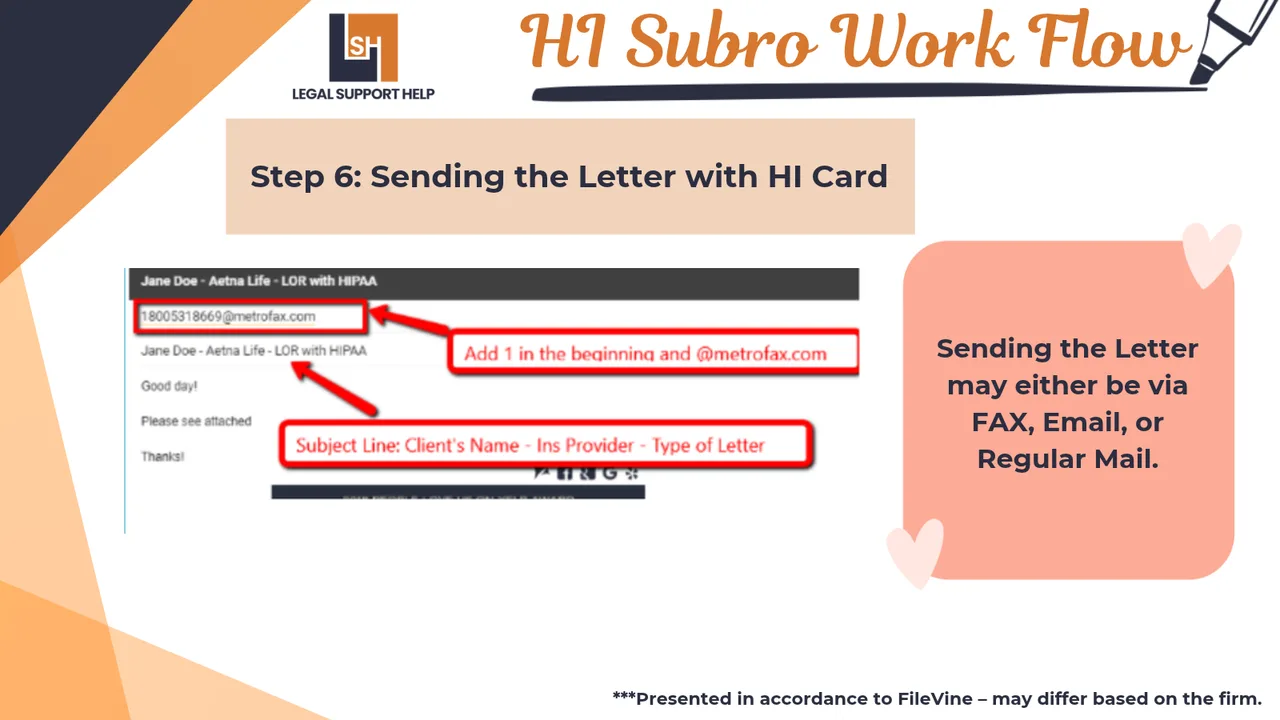 HI Subro Work Flow
LSH
LEGAL SUPPORT HELP
Step 6: Sending the Letter with HI Card
Jane Doe - Aetna Life - LOR with HIPAA
18005318669@metrofax.com
Add 1 in the beginning and @metrofax.com
Jane Doe - Aetna Life - LOR with HIPAA
Good day!
Please see attached
Subject Line: Client's Name - Ins Provider - Type of Letter
Thanks!
Sending the Letter
may either be via
FAX, Email, or
Regular Mail.
***Presented in accordance to FileVine – may differ based on the firm.